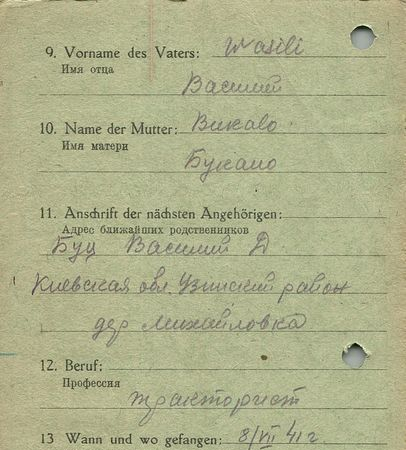 9. Vorname des Vaters: Wasili
Имя отца
Василий
10. Name der Mutter: Bukalo
Имя матери
Букало
11. Anschrift der nächsten Angehörigen:
Адрес ближайших родственников
Буц Василий Д
Киевская обл. Узинский район
дер Михайловка
12. Beruf:
Профессия
тракторист
13 Wann und wo gefangen: 8/VII 41 г.